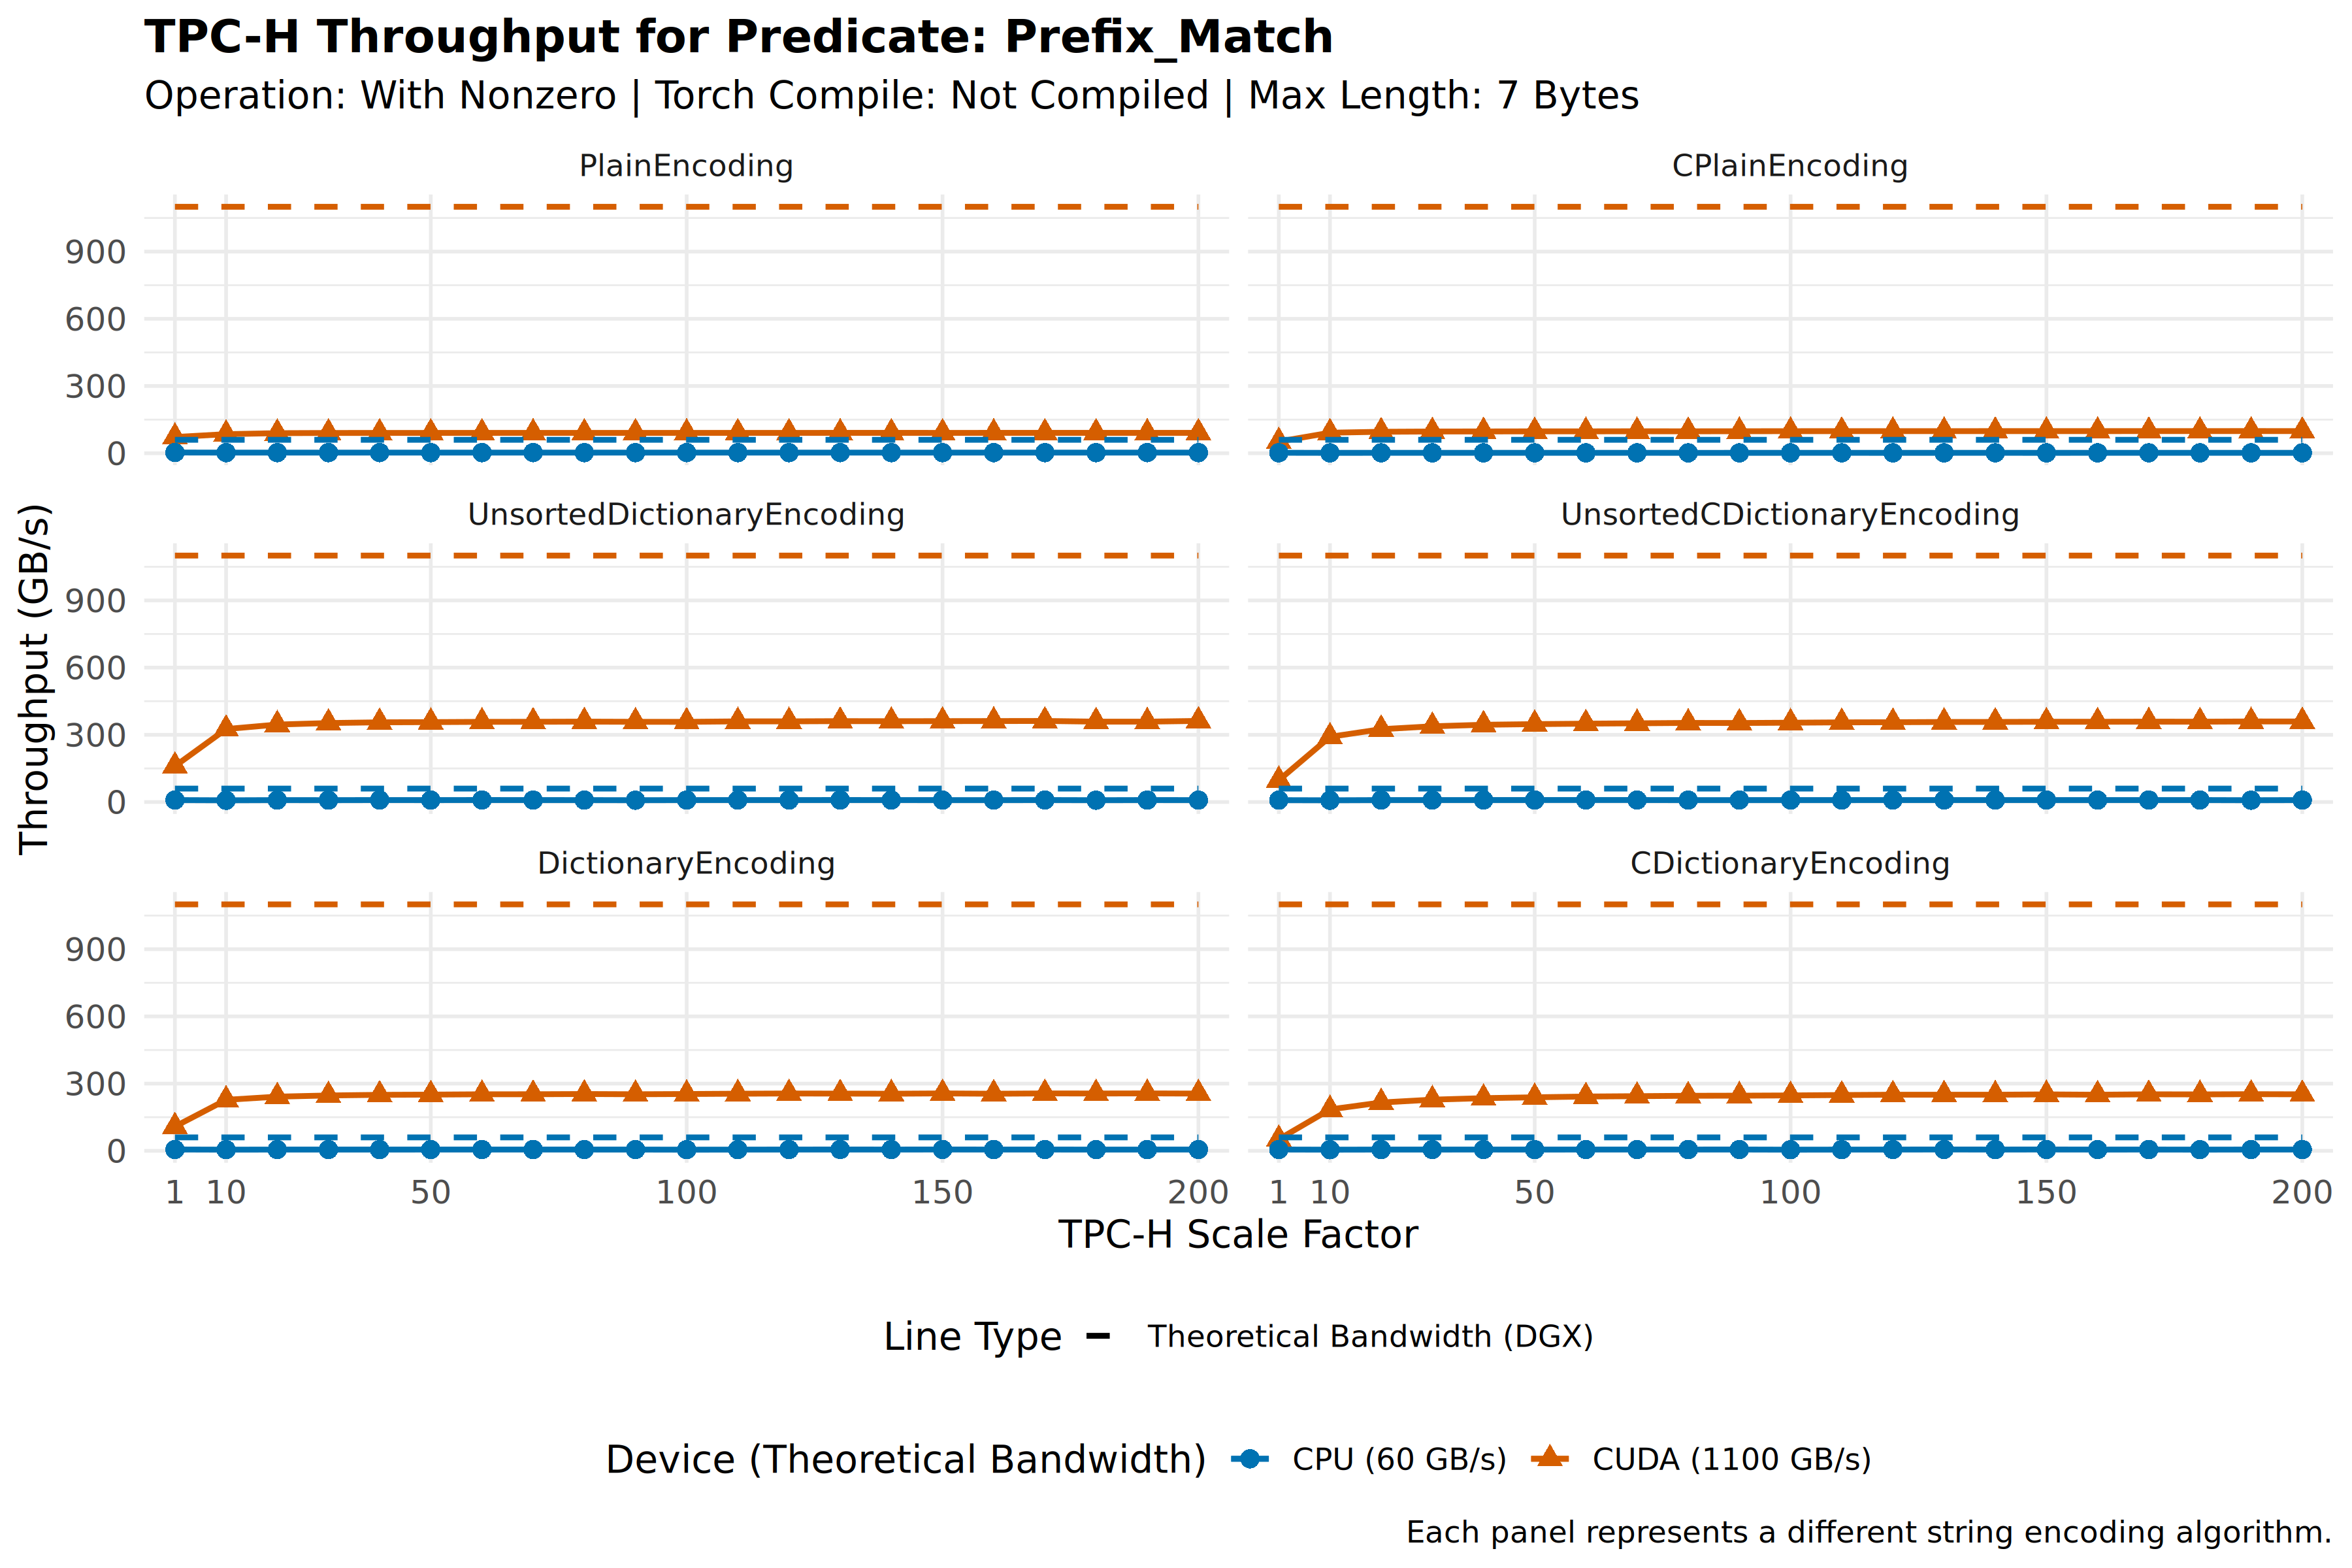 TPC-H Throughput for Predicate: Prefix_Match
Operation: With Nonzero | Torch Compile: Not Compiled | Max Length: 7 Bytes
PlainEncoding
CPlainEncoding
900
600
300
0
UnsortedDictionaryEncoding
UnsortedCDictionaryEncoding
900
600
300
0
Throughput (GB/s)
DictionaryEncoding
CDictionaryEncoding
900
600
300
0
1 10 50 100 150 200
1 10 50 100 150 200
TPC-H Scale Factor
Line Type Theoretical Bandwidth (DGX)
Device (Theoretical Bandwidth) CPU (60 GB/s) CUDA (1100 GB/s)
Each panel represents a different string encoding algorithm.